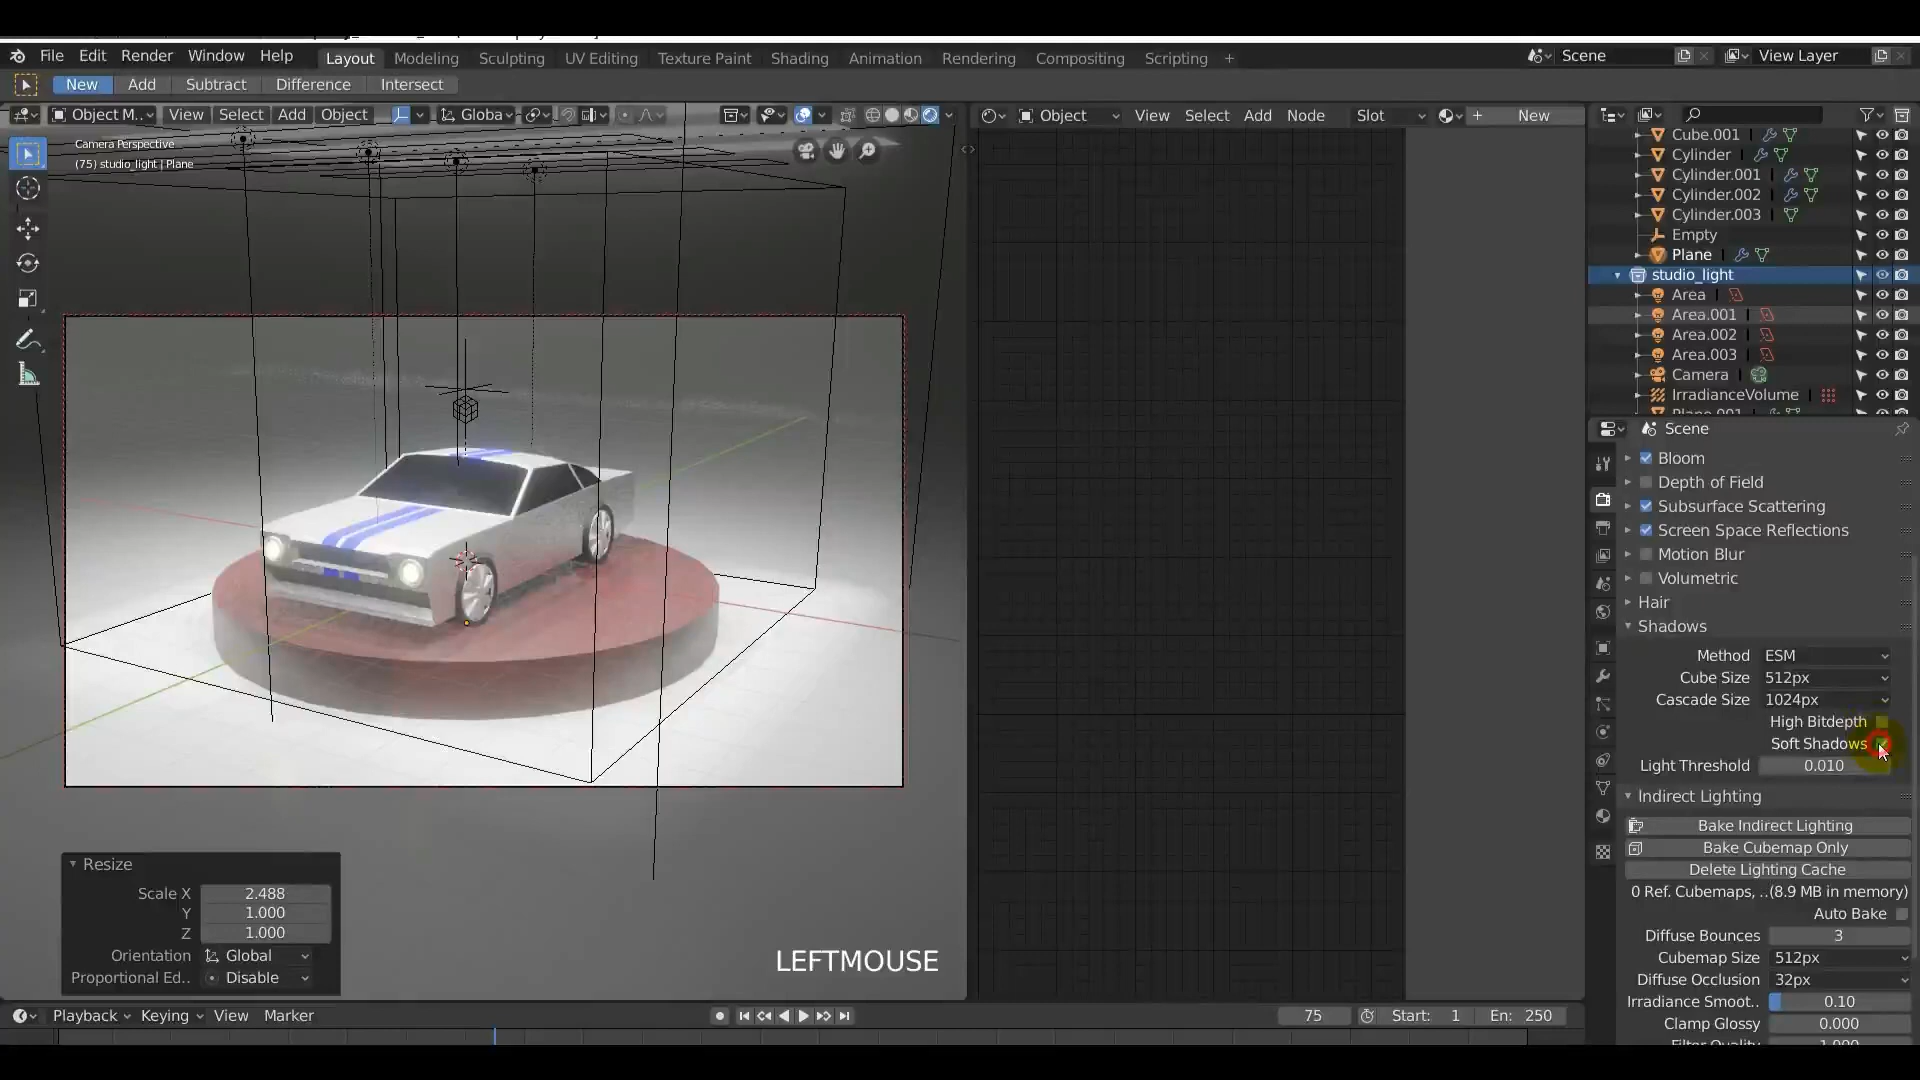 File Edit Render Window Help Layout Modeling Sculpting UV Editing Texture Paint Shading Animation Rendering Compositing Scripting + Scene View Layer
New Add Subtract Difference Intersect
Object M.. View Select Add Object Globa
Object View Select Add Node Slot + New
Camera Perspective
(75) studio_light | Plane
Cube.001
Cylinder
Cylinder.001
Cylinder.002
Cylinder.003
Empty
Plane
studio_light
Area
Area.001
Area.002
Area.003
Camera
IrradianceVolume
Plane.001
Scene
Bloom
Depth of Field
Subsurface Scattering
Screen Space Reflections
Motion Blur
Volumetric
Hair
Shadows
Method ESM
Cube Size 512px
Cascade Size 1024px
High Bitdepth
Soft Shadows
Light Threshold 0.010
Indirect Lighting
Bake Indirect Lighting
Bake Cubemap Only
Delete Lighting Cache
0 Ref. Cubemaps, ..(8.9 MB in memory)
Auto Bake
Diffuse Bounces 3
Cubemap Size 512px
Diffuse Occlusion 32px
Irradiance Smoot.. 0.10
Clamp Glossy 0.000
Filter Quality 1.000
Resize
Scale X 2.488
Y 1.000
Z 1.000
Orientation Global
Proportional Ed.. Disable
LEFTMOUSE
Playback Keying View Marker 75 Start: 1 En: 250